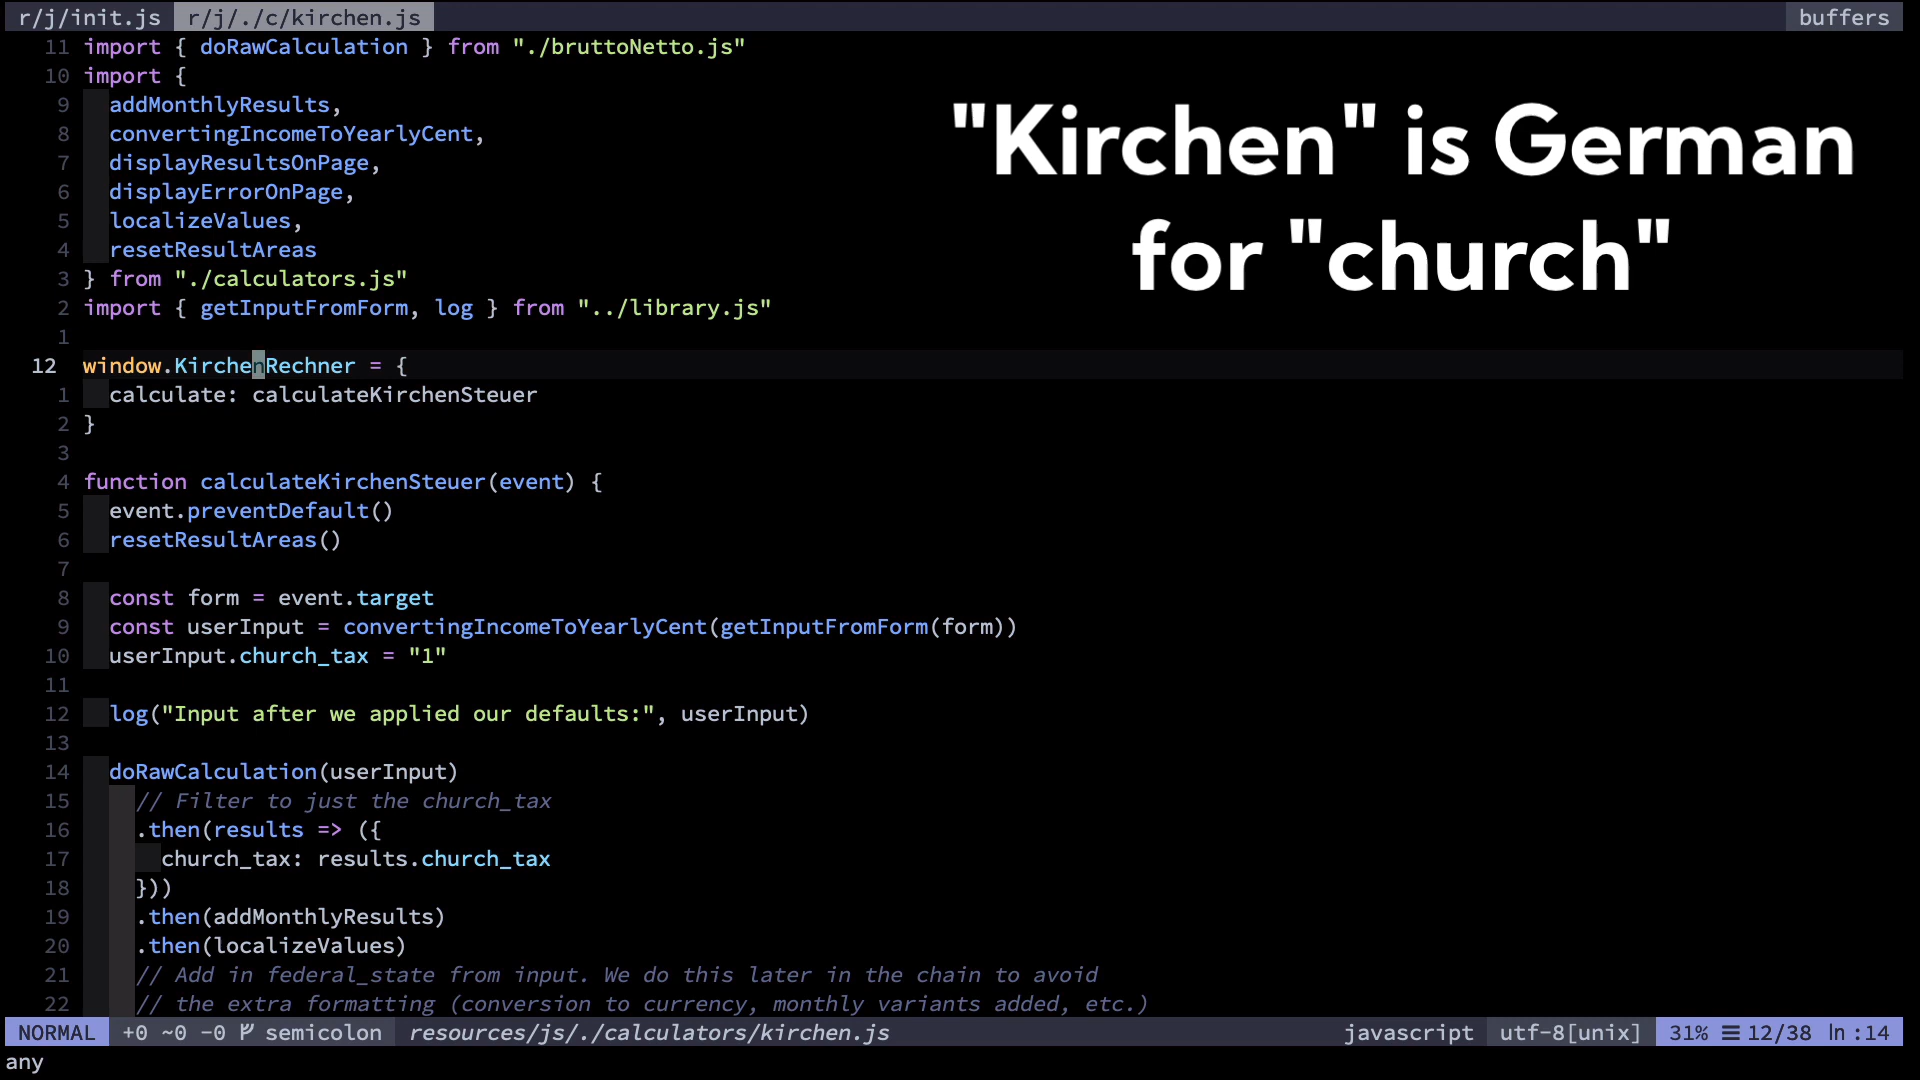 r/j/init.js r/j/./c/kirchen.js buffers
11 import { doRawCalculation } from "./bruttoNetto.js"
10 import {
9 addMonthlyResults,
8 convertingIncomeToYearlyCent,
7 displayResultsOnPage,
6 displayErrorOnPage,
5 localizeValues,
4 resetResultAreas
3 } from "./calculators.js"
2 import { getInputFromForm, log } from "../library.js"
1
12 window.KirchenRechner = {
1 calculate: calculateKirchenSteuer
2 }
3
4 function calculateKirchenSteuer(event) {
5 event.preventDefault()
6 resetResultAreas()
7
8 const form = event.target
9 const userInput = convertingIncomeToYearlyCent(getInputFromForm(form))
10 userInput.church_tax = "1"
11
12 log("Input after we applied our defaults:", userInput)
13
14 doRawCalculation(userInput)
15 // Filter to just the church_tax
16 .then(results => ({
17 church_tax: results.church_tax
18 }))
19 .then(addMonthlyResults)
20 .then(localizeValues)
21 // Add in federal_state from input. We do this later in the chain to avoid
22 // the extra formatting (conversion to currency, monthly variants added, etc.)
"Kirchen" is German
for "church"
NORMAL +0 ~0 -0 semicolon resources/js/./calculators/kirchen.js javascript utf-8[unix] 31% ☰ 12/38 ln :14
any